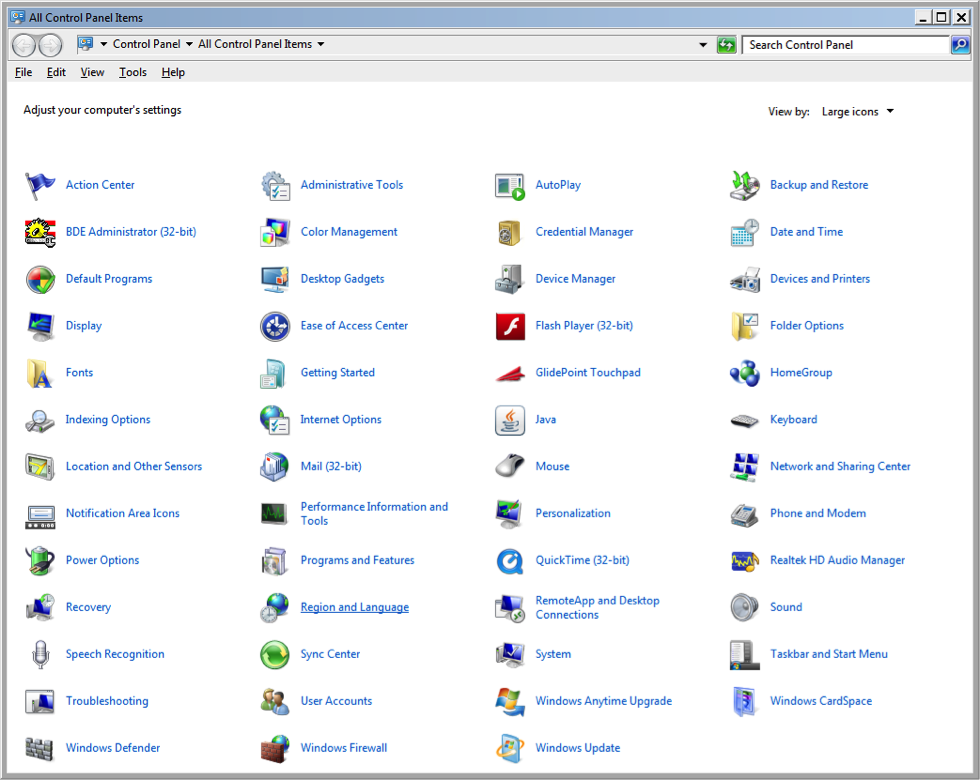 All Control Panel Items
Control Panel All Control Panel Items Search Control Panel
File Edit View Tools Help
Adjust your computer's settings
View by: Large icons
Action Center Administrative Tools AutoPlay Backup and Restore
BDE Administrator (32-bit) Color Management Credential Manager Date and Time
Default Programs Desktop Gadgets Device Manager Devices and Printers
Display Ease of Access Center Flash Player (32-bit) Folder Options
Fonts Getting Started GlidePoint Touchpad HomeGroup
Indexing Options Internet Options Java Keyboard
Location and Other Sensors Mail (32-bit) Mouse Network and Sharing Center
Notification Area Icons Performance Information and Tools Personalization Phone and Modem
Power Options Programs and Features QuickTime (32-bit) Realtek HD Audio Manager
Recovery Region and Language RemoteApp and Desktop Connections Sound
Speech Recognition Sync Center System Taskbar and Start Menu
Troubleshooting User Accounts Windows Anytime Upgrade Windows CardSpace
Windows Defender Windows Firewall Windows Update